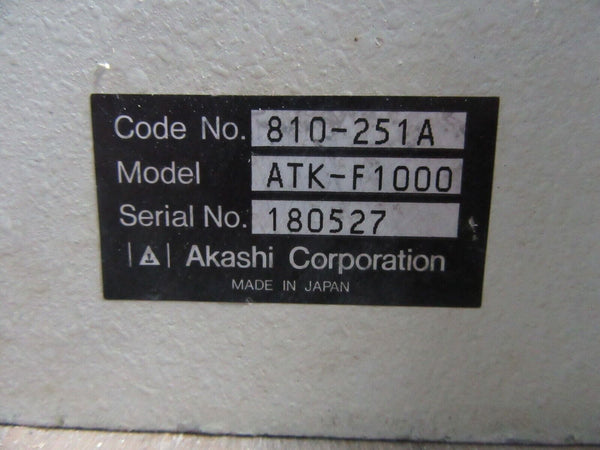 Code No. 810-251A
Model ATK-F1000
Serial No. 180527
Akashi Corporation
MADE IN JAPAN